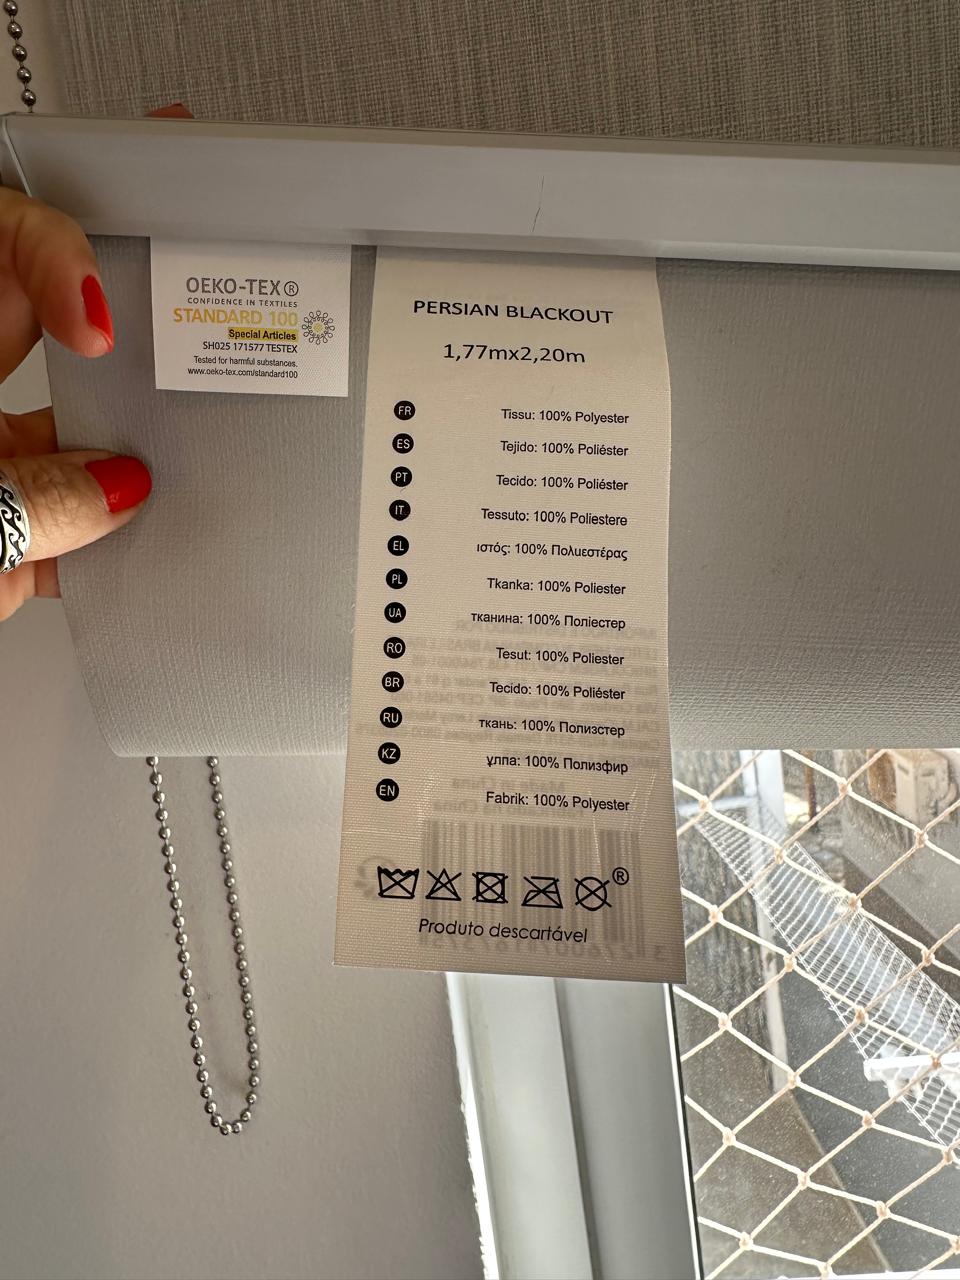 OEKO-TEX®
CONFIDENCE IN TEXTILES
STANDARD 100
Special Articles
SH025 171577 TESTEX
Tested for harmful substances.
www.oeko-tex.com/standard100
PERSIAN BLACKOUT
1,77mx2,20m
FR Tissu: 100% Polyester
ES Tejido: 100% Poliéster
PT Tecido: 100% Poliéster
IT Tessuto: 100% Poliestere
EL ιστός: 100% Πολυεστέρας
PL Tkanka: 100% Poliester
UA тканина: 100% Поліестер
RO Tesut: 100% Poliester
BR Tecido: 100% Poliéster
RU ткань: 100% Полизстер
KZ ұлпа: 100% Полизфир
EN Fabrik: 100% Polyester
®
Produto descartável